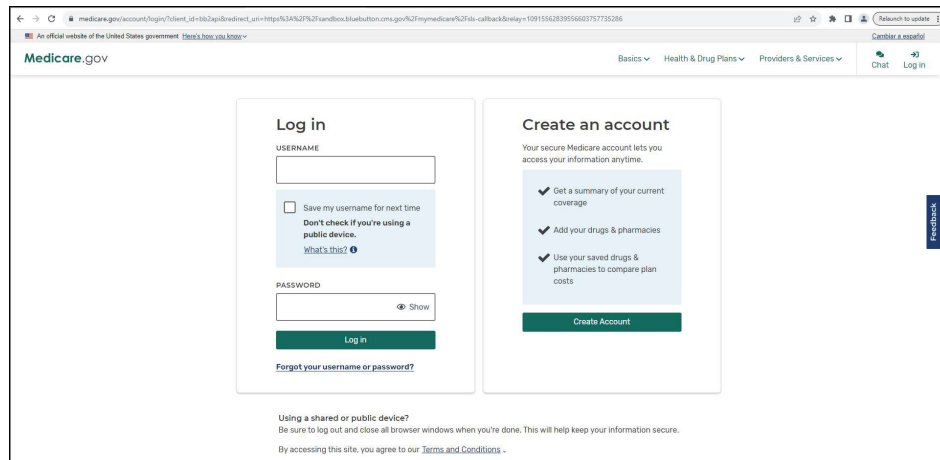 medicare.gov/account/login/?client_id=bb2api&redirect_uri=https%3A%2F%2Fsandbox.bluebutton.cms.gov%2Fmymedicare%2Fsls-callback&relay=10915562839556603757735286
Relaunch to update
An official website of the United States government Here's how you know
Cambiar a español
Medicare.gov
Basics Health & Drug Plans Providers & Services Chat Log in
Log in
USERNAME
Save my username for next time
Don't check if you're using a
public device.
What's this?
PASSWORD
Show
Log in
Forgot your username or password?
Create an account
Your secure Medicare account lets you
access your information anytime.
Get a summary of your current
coverage
Add your drugs & pharmacies
Use your saved drugs &
pharmacies to compare plan
costs
Create Account
Feedback
Using a shared or public device?
Be sure to log out and close all browser windows when you're done. This will help keep your information secure.
By accessing this site, you agree to our Terms and Conditions .